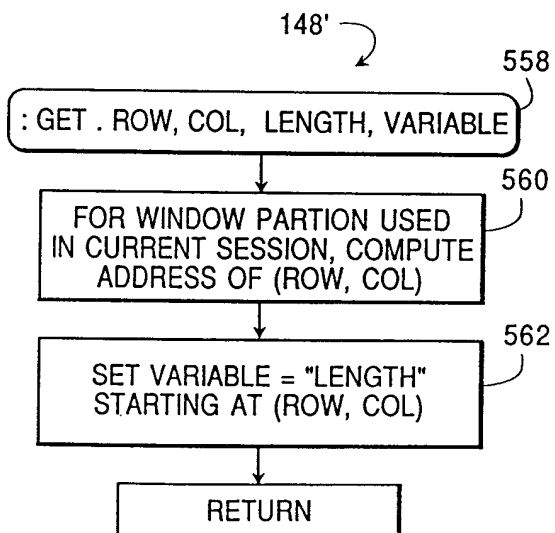 148'
558
: GET . ROW, COL, LENGTH, VARIABLE
560
FOR WINDOW PARTION USED
IN CURRENT SESSION, COMPUTE
ADDRESS OF (ROW, COL)
562
SET VARIABLE = "LENGTH"
STARTING AT (ROW, COL)
RETURN